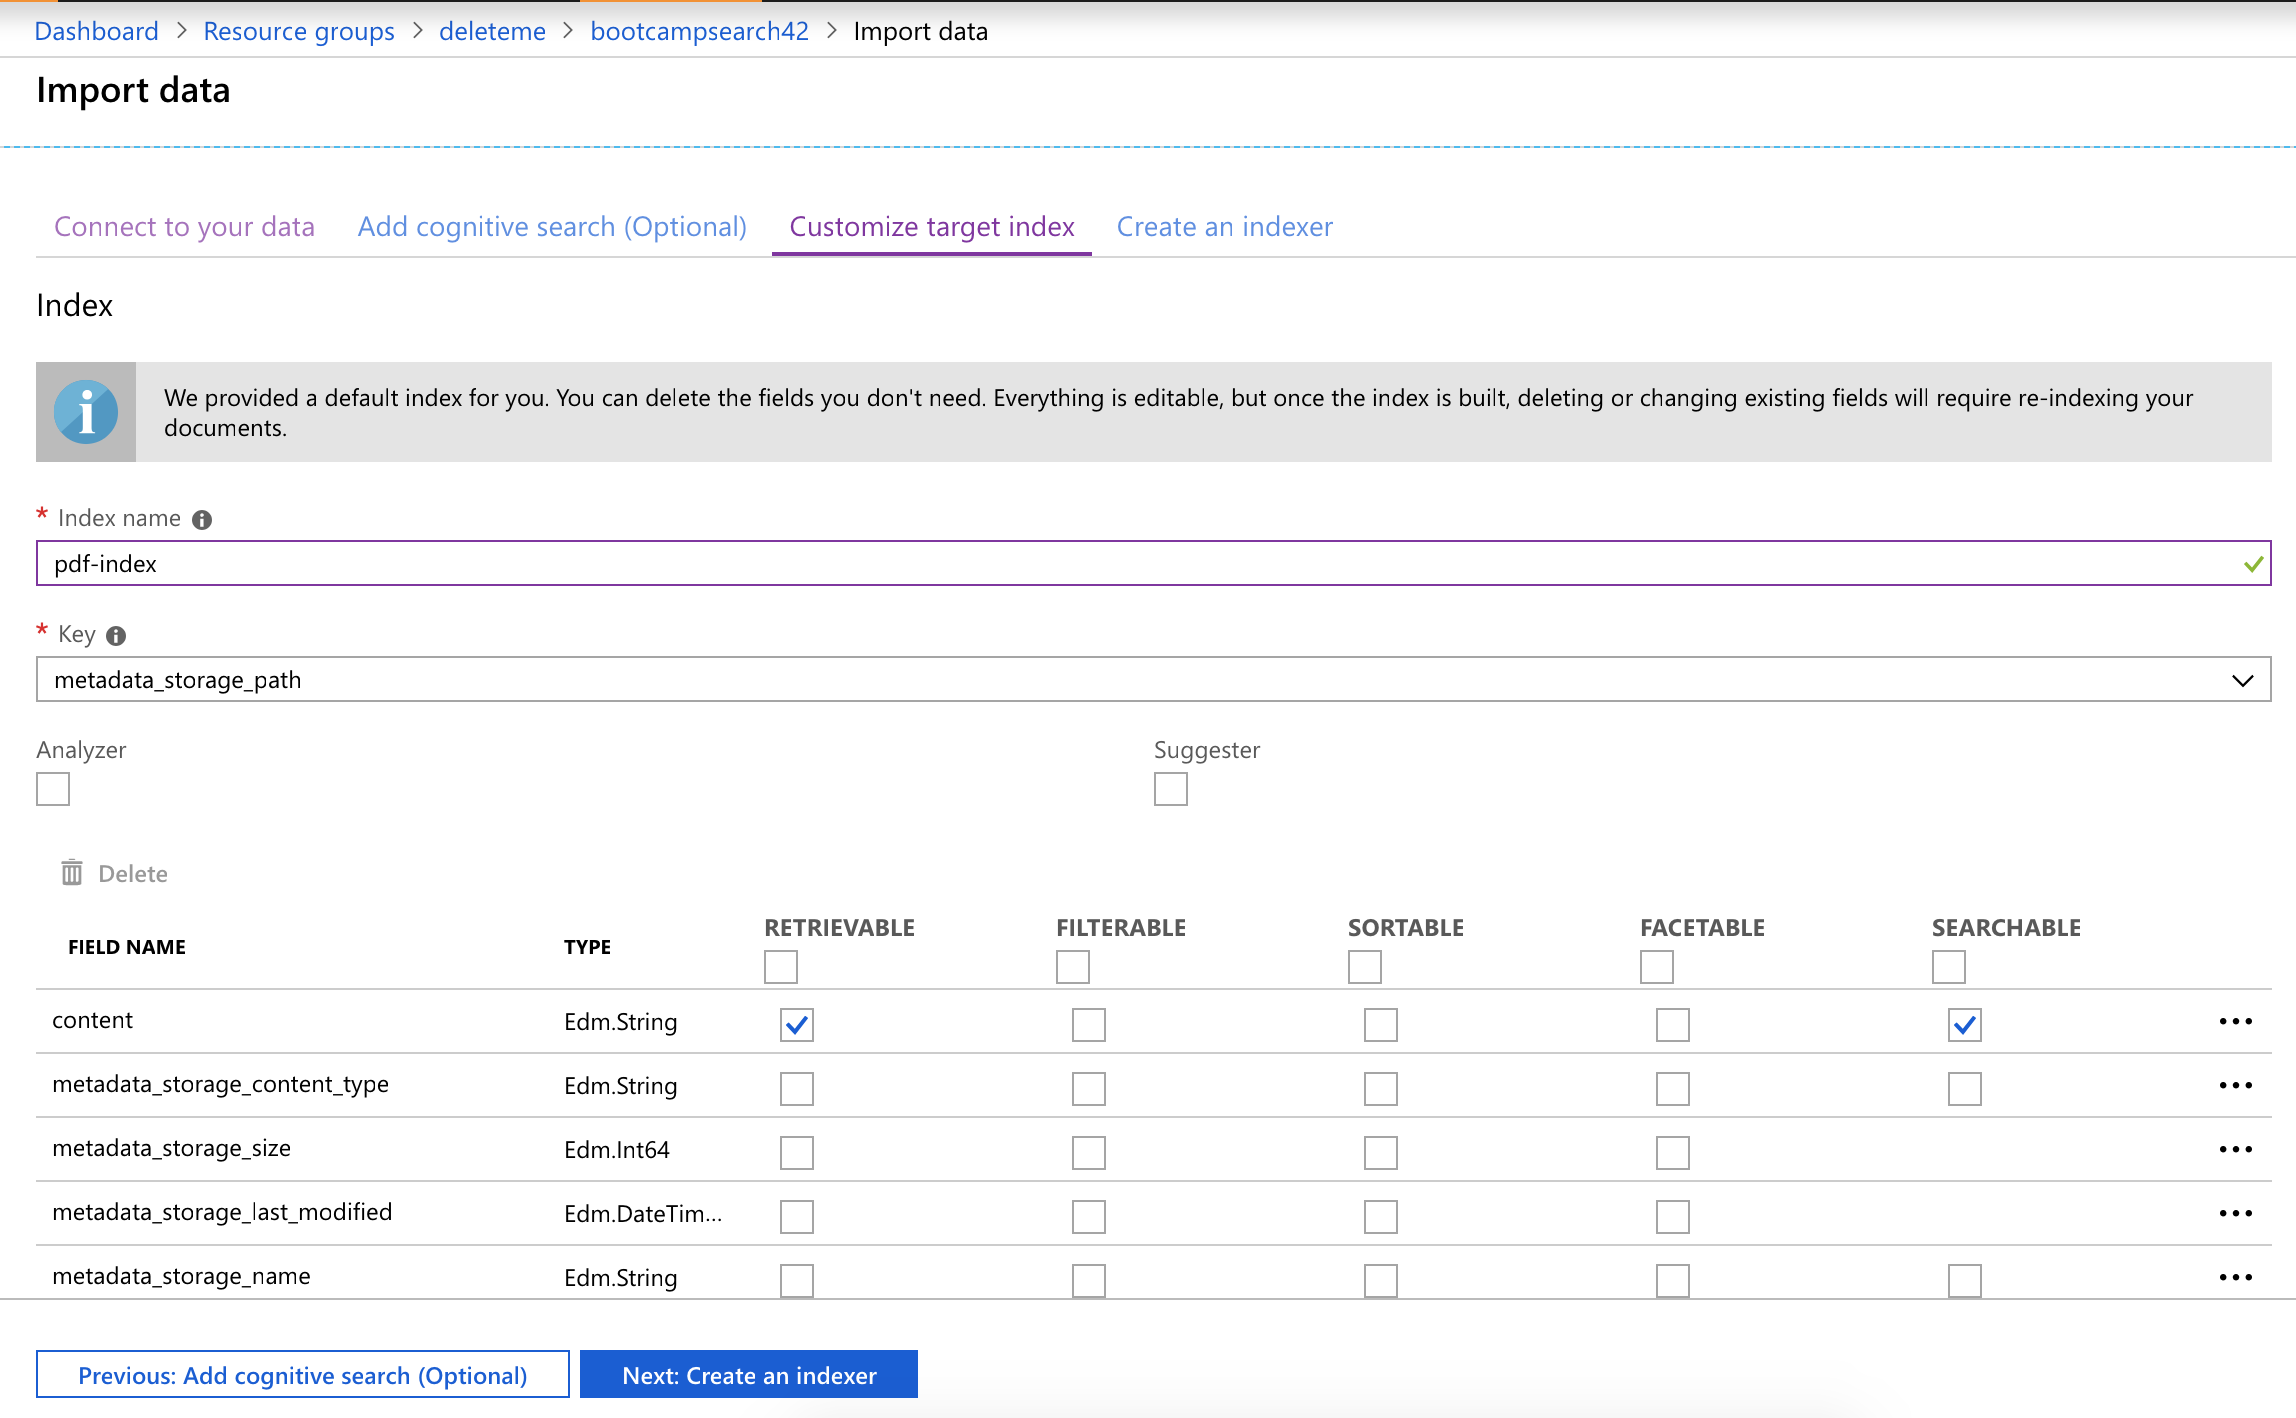 Dashboard > Resource groups > deleteme > bootcampsearch42 > Import data
Import data
Connect to your data Add cognitive search (Optional) Customize target index Create an indexer
Index
We provided a default index for you. You can delete the fields you don't need. Everything is editable, but once the index is built, deleting or changing existing fields will require re-indexing your
documents.
* Index name
pdf-index
* Key
metadata_storage_path
Analyzer Suggester
Delete
FIELD NAME TYPE RETRIEVABLE FILTERABLE SORTABLE FACETABLE SEARCHABLE
content Edm.String
metadata_storage_content_type Edm.String
metadata_storage_size Edm.Int64
metadata_storage_last_modified Edm.DateTim...
metadata_storage_name Edm.String
Previous: Add cognitive search (Optional) Next: Create an indexer